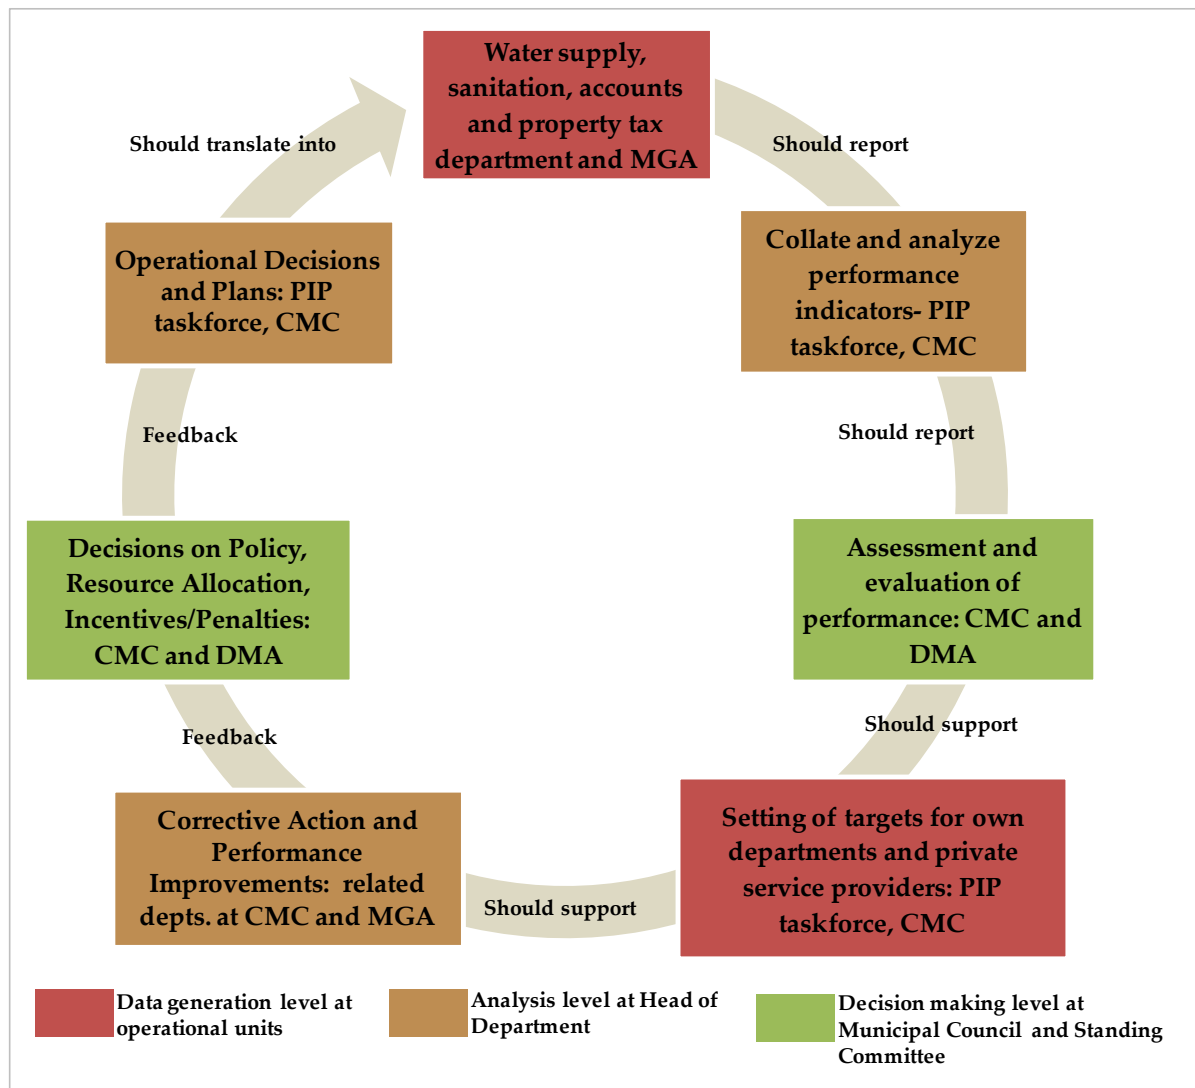 Water supply,
sanitation, accounts
and property tax
department and MGA
Should translate into
Should report
Operational Decisions
and Plans: PIP
taskforce, CMC
Collate and analyze
performance
indicators- PIP
taskforce, CMC
Feedback
Should report
Decisions on Policy,
Resource Allocation,
Incentives/Penalties:
CMC and DMA
Assessment and
evaluation of
performance: CMC and
DMA
Feedback
Should support
Corrective Action and
Performance
Improvements: related
depts. at CMC and MGA
Should support
Setting of targets for own
departments and private
service providers: PIP
taskforce, CMC
Data generation level at
operational units
Analysis level at Head of
Department
Decision making level at
Municipal Council and Standing
Committee